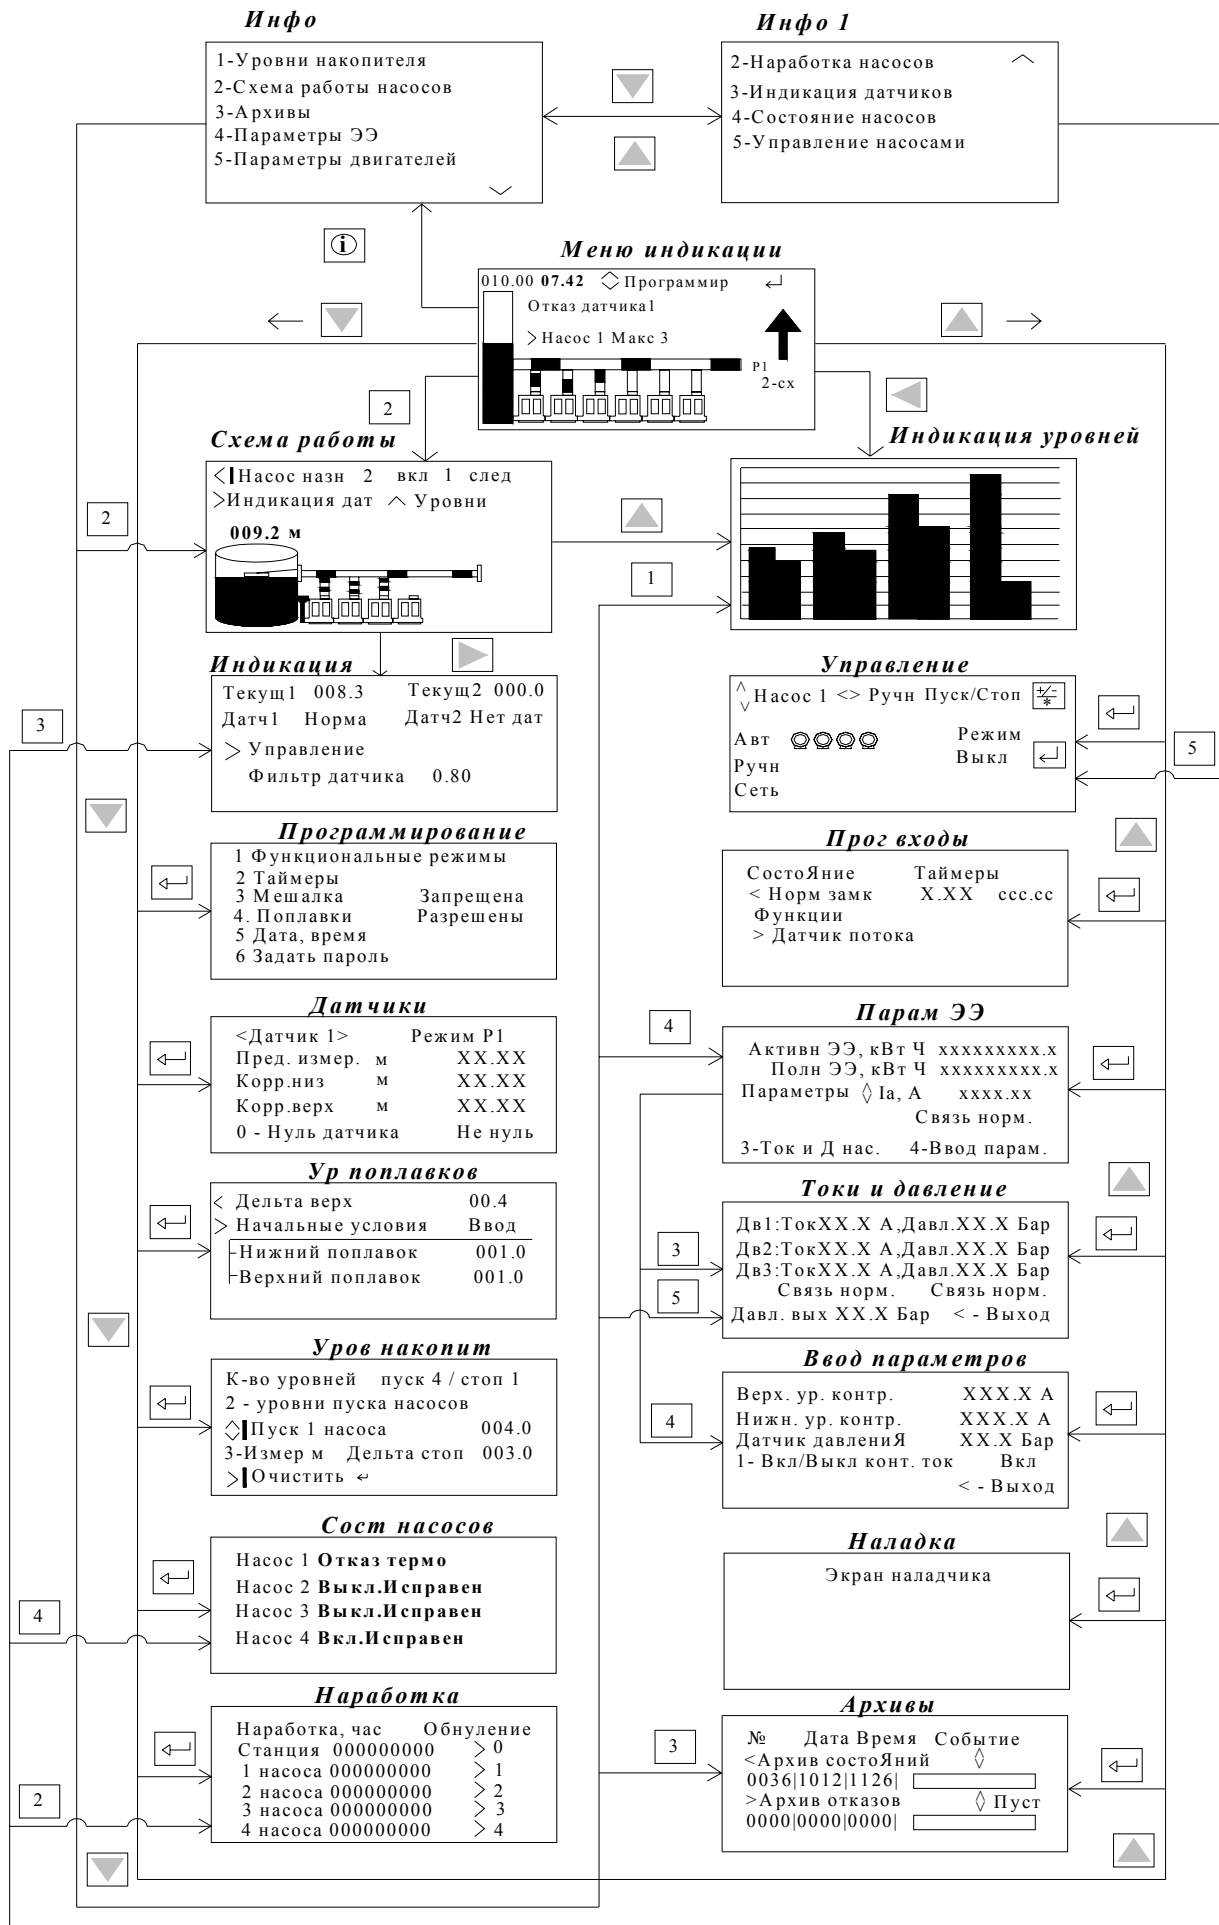 Инфо
1-Уровни накопителя
2-Схема работы насосов
3-Архивы
4-Параметры ЭЭ
5-Параметры двигателей
Инфо 1
2-Наработка насосов
3-Индикация датчиков
4-Состояние насосов
5-Управление насосами
i
Меню индикации
010.00 07.42 Программир
Отказ датчика1
>Насос 1 Макс 3
P1
2-сх
2
Схема работы
<Насос назн 2 вкл 1 след
>Индикация дат ^ Уровни
009.2 м
2
Индикация уровней
1
Индикация
Текущ1 008.3 Текущ2 000.0
Датч1 Норма Датч2 Нет дат
> Управление
Фильтр датчика 0.80
3
Управление
Насос 1 <> Ручн Пуск/Стоп +/- *
Авт Режим
Ручн Выкл
Сеть
5
Программирование
1 Функциональные режимы
2 Таймеры
3 Мешалка Запрещена
4. Поплавки Разрешены
5 Дата, время
6 Задать пароль
Прог входы
СостоЯние Таймеры
< Норм замк X.XX ссс.сс
Функции
> Датчик потока
Датчики
<Датчик 1> Режим P1
Пред. измер. м XX.XX
Корр.низ м XX.XX
Корр.верх м XX.XX
0 - Нуль датчика Не нуль
Парам ЭЭ
Активн ЭЭ, кВт Ч xxxxxxxxx.x
Полн ЭЭ, кВт Ч xxxxxxxxx.x
Параметры ◊ Ia, А xxxx.xx
Связь норм.
3-Ток и Д нас. 4-Ввод парам.
4
Ур поплавков
< Дельта верх 00.4
> Начальные условия Ввод
Нижний поплавок 001.0
Верхний поплавок 001.0
Токи и давление
Дв1:ТокXX.X А,Давл.XX.X Бар
Дв2:ТокXX.X А,Давл.XX.X Бар
Дв3:ТокXX.X А,Давл.XX.X Бар
Связь норм. Связь норм.
Давл. вых XX.X Бар < - Выход
3
5
Уров накопит
К-во уровней пуск 4 / стоп 1
2 - уровни пуска насосов
Пуск 1 насоса 004.0
3-Измер м Дельта стоп 003.0
>Очистить ↵
Ввод параметров
Верх. ур. контр. XXX.X А
Нижн. ур. контр. XXX.X А
Датчик давлениЯ XX.X Бар
1- Вкл/Выкл конт. ток Вкл
< - Выход
4
Сост насосов
Насос 1 Отказ термо
Насос 2 Выкл.Исправен
Насос 3 Выкл.Исправен
Насос 4 Вкл.Исправен
4
Наладка
Экран наладчика
Наработка
Наработка, час Обнуление
Станция 000000000 > 0
1 насоса 000000000 > 1
2 насоса 000000000 > 2
3 насоса 000000000 > 3
4 насоса 000000000 > 4
2
Архивы
№ Дата Время Событие
<Архив состоЯний ◊
0036|1012|1126|
>Архив отказов ◊ Пуст
0000|0000|0000|
3